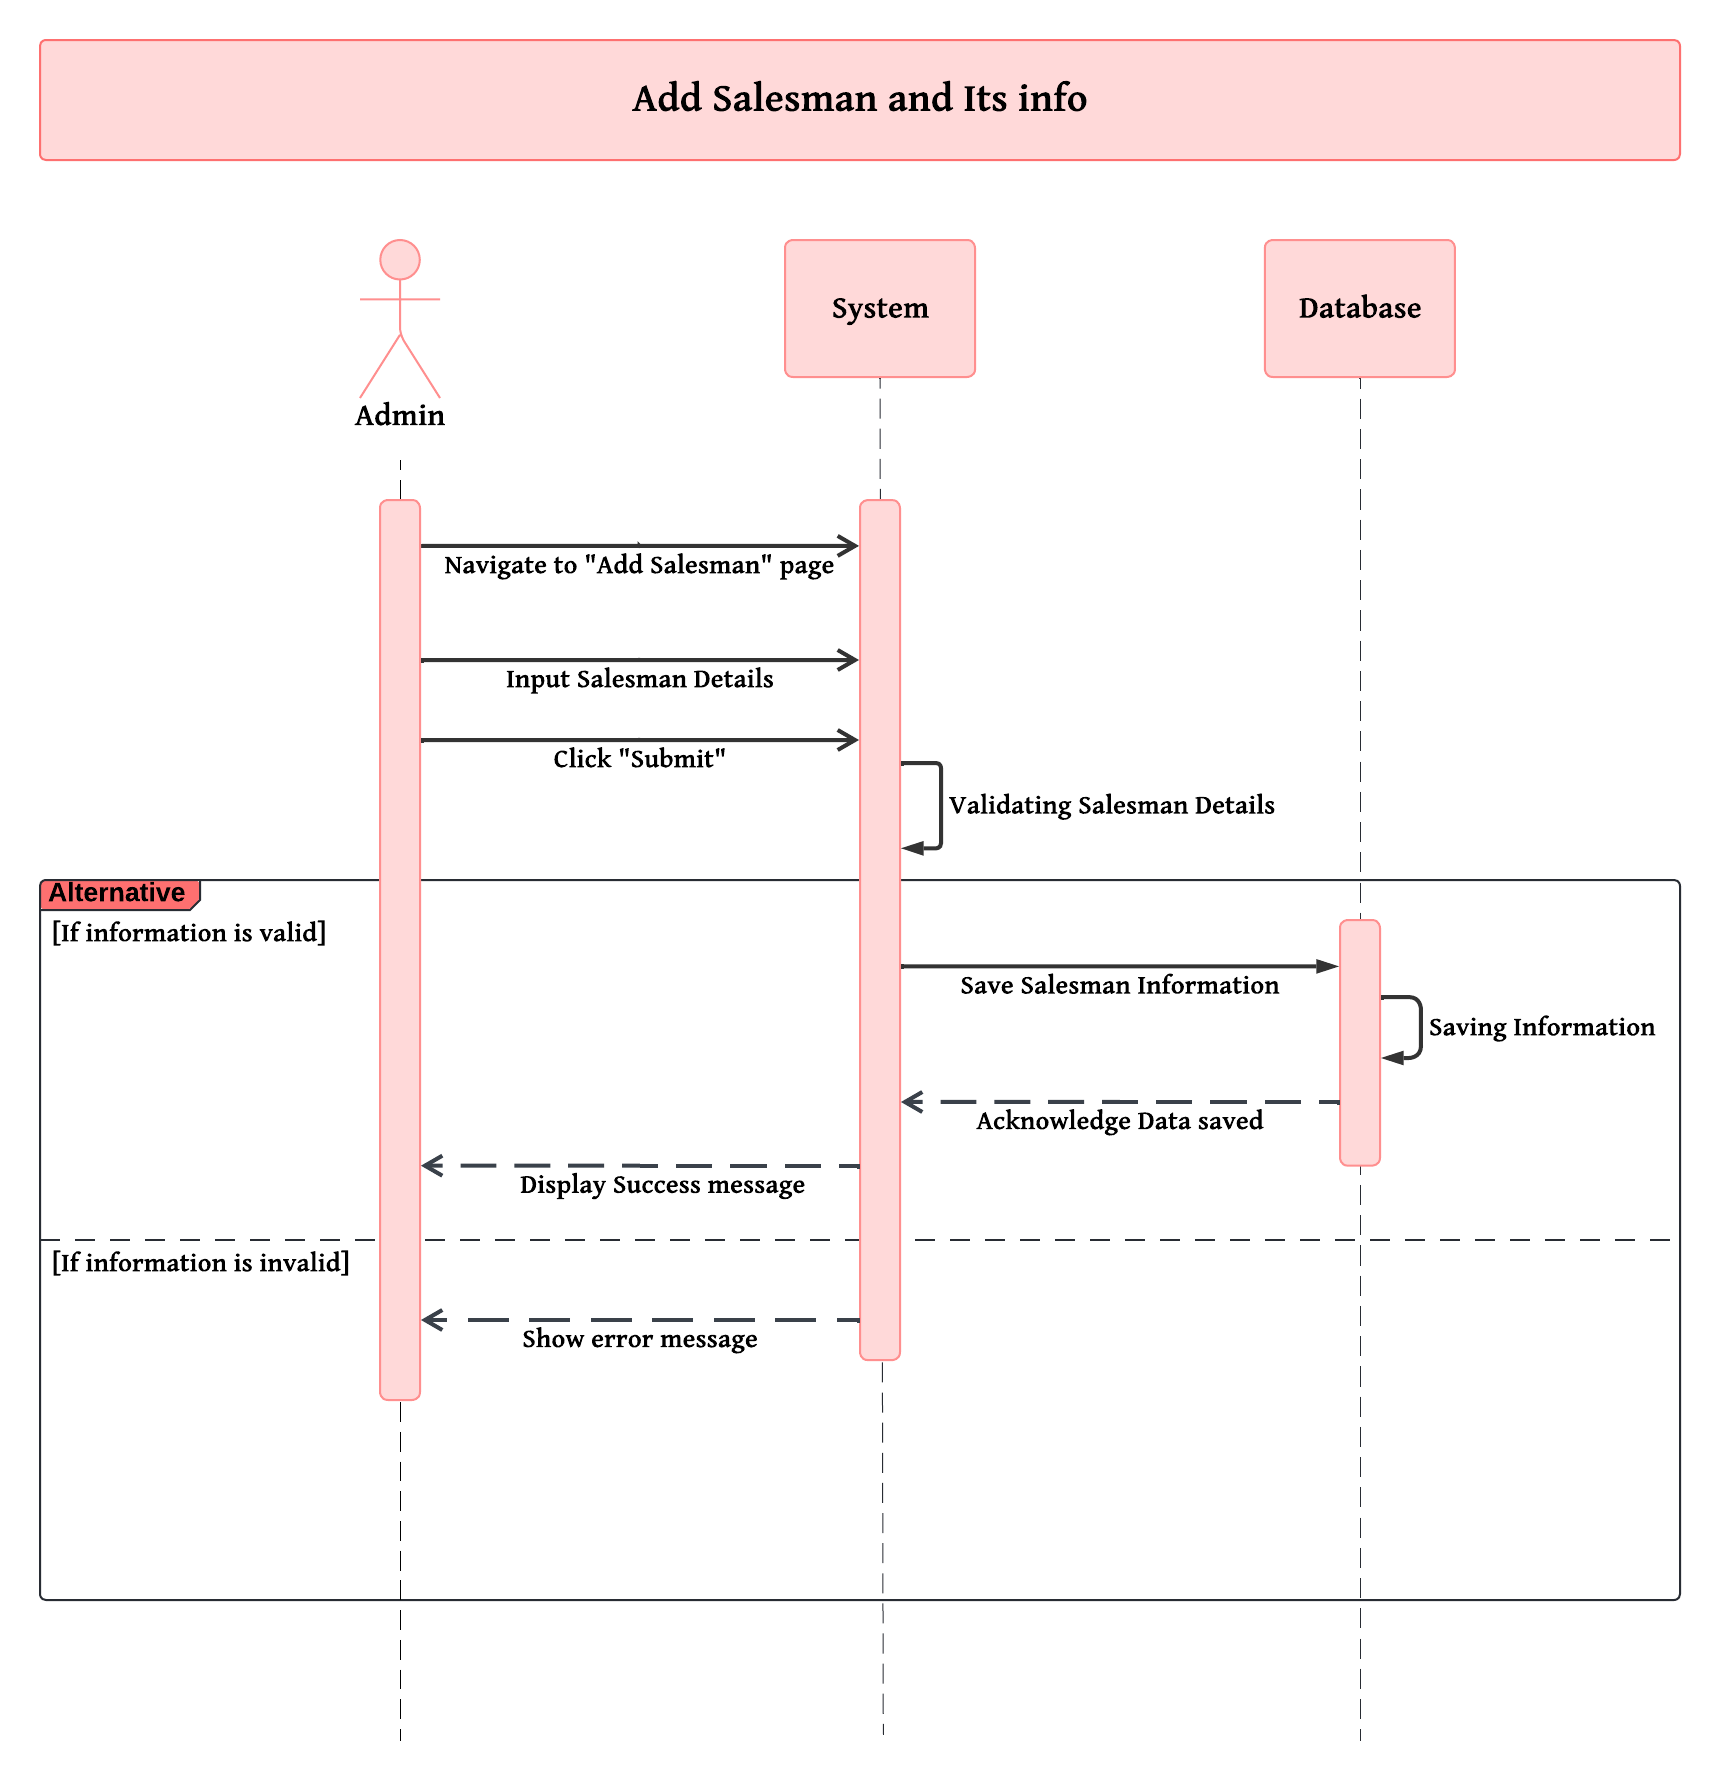 Add Salesman and Its info
Admin
System
Database
Navigate to "Add Salesman" page
Input Salesman Details
Click "Submit"
Validating Salesman Details
Alternative
[If information is valid]
Save Salesman Information
Saving Information
Acknowledge Data saved
Display Success message
[If information is invalid]
Show error message